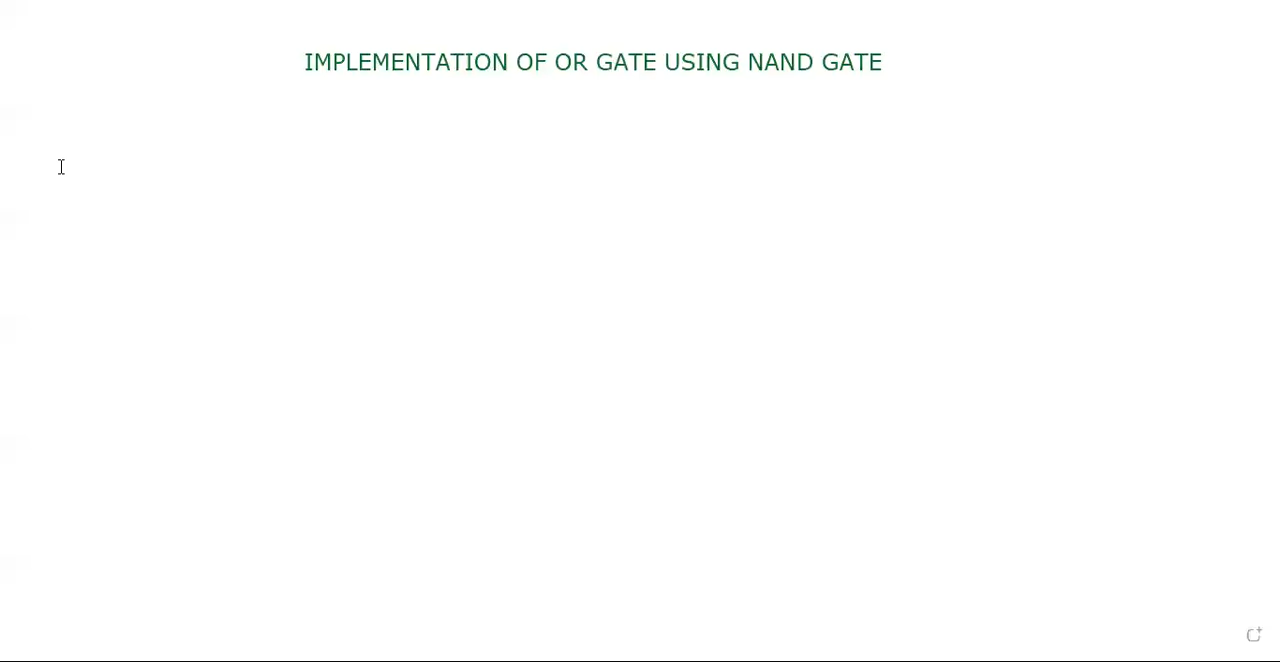 IMPLEMENTATION OF OR GATE USING NAND GATE